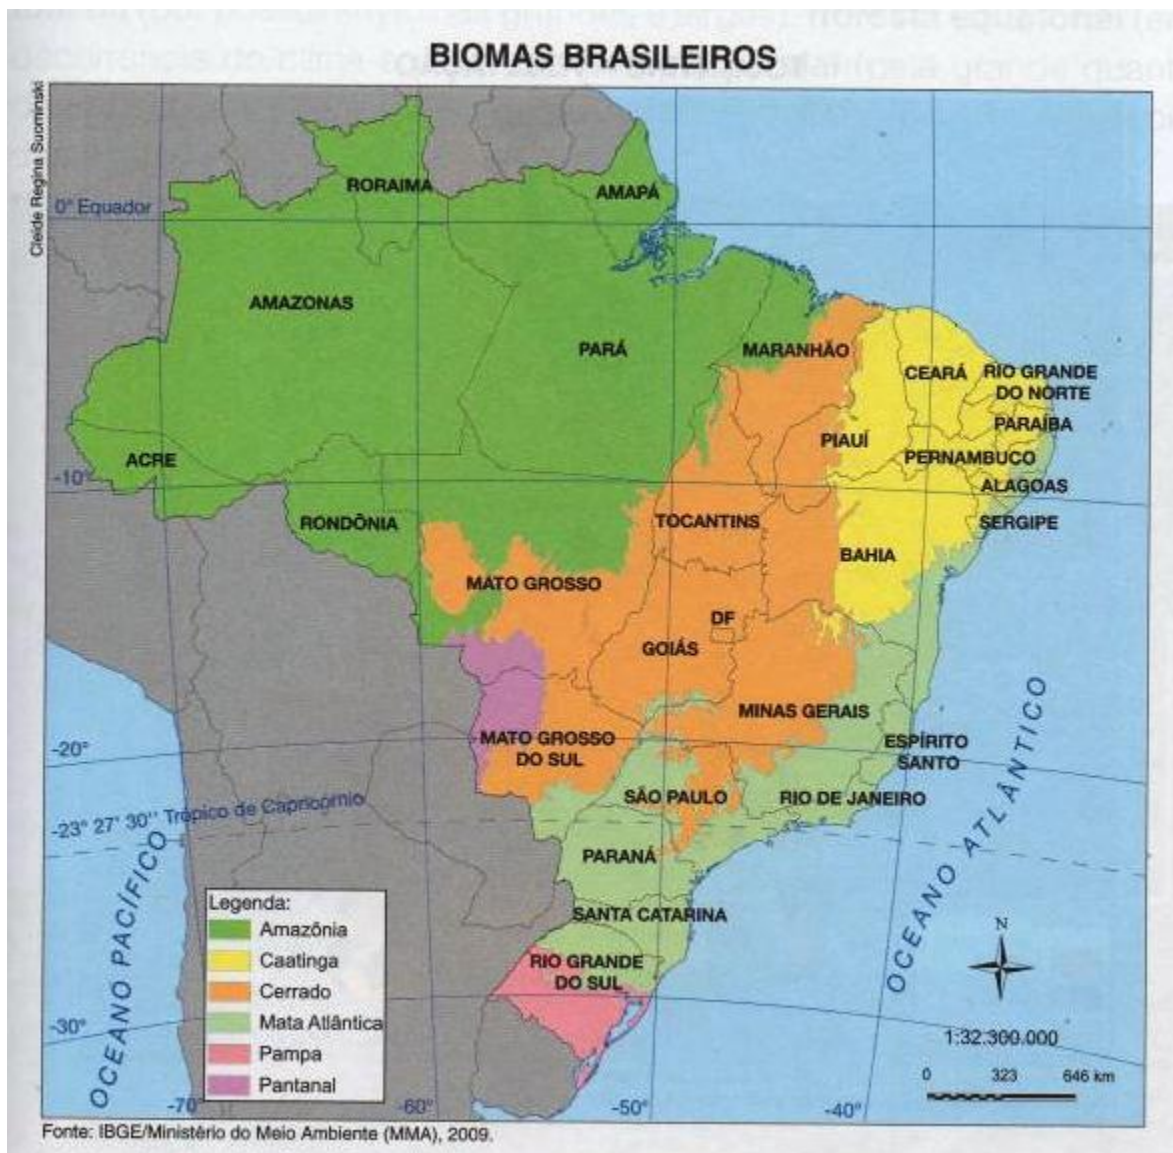 BIOMAS BRASILEIROS
Cleide Regina Suominski
RORAIMA
AMAPÁ
0° Equador
AMAZONAS
PARÁ
MARANHÃO
CEARÁ
RIO GRANDE
DO NORTE
PARAÍBA
PIAUÍ
PERNAMBUCO
ACRE
-10°
ALAGOAS
RONDÔNIA
TOCANTINS
SERGIPE
BAHIA
MATO GROSSO
DF
GOIÁS
MINAS GERAIS
-20°
MATO GROSSO
DO SUL
ESPÍRITO
SANTO
SÃO PAULO
RIO DE JANEIRO
-23° 27' 30'' Trópico de Capricórnio
PARANÁ
OCEANO PACÍFICO
OCEANO ATLÂNTICO
SANTA CATARINA
RIO GRANDE
DO SUL
Legenda:
Amazônia
Caatinga
Cerrado
Mata Atlântica
Pampa
Pantanal
N
-30°
1:32.300.000
0 323 646 km
-70°
-60°
-50°
-40°
Fonte: IBGE/Ministério do Meio Ambiente (MMA), 2009.